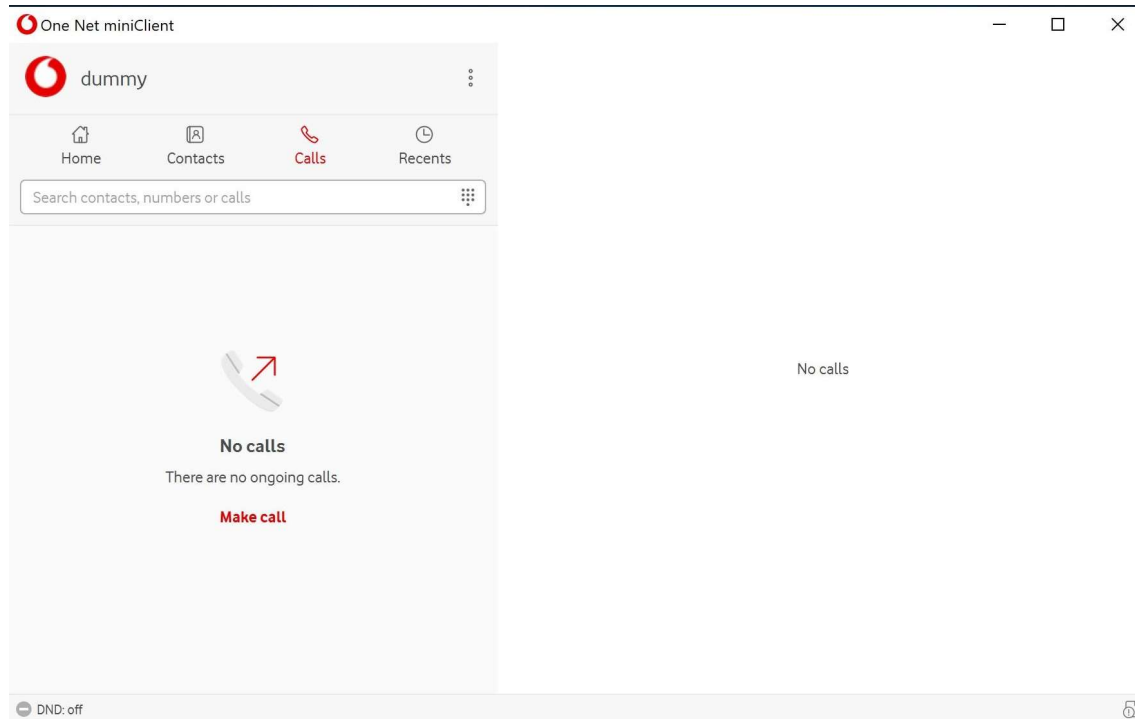 One Net miniClient
dummy
Home Contacts Calls Recents
Search contacts, numbers or calls
No calls
No calls
There are no ongoing calls.
Make call
DND: off